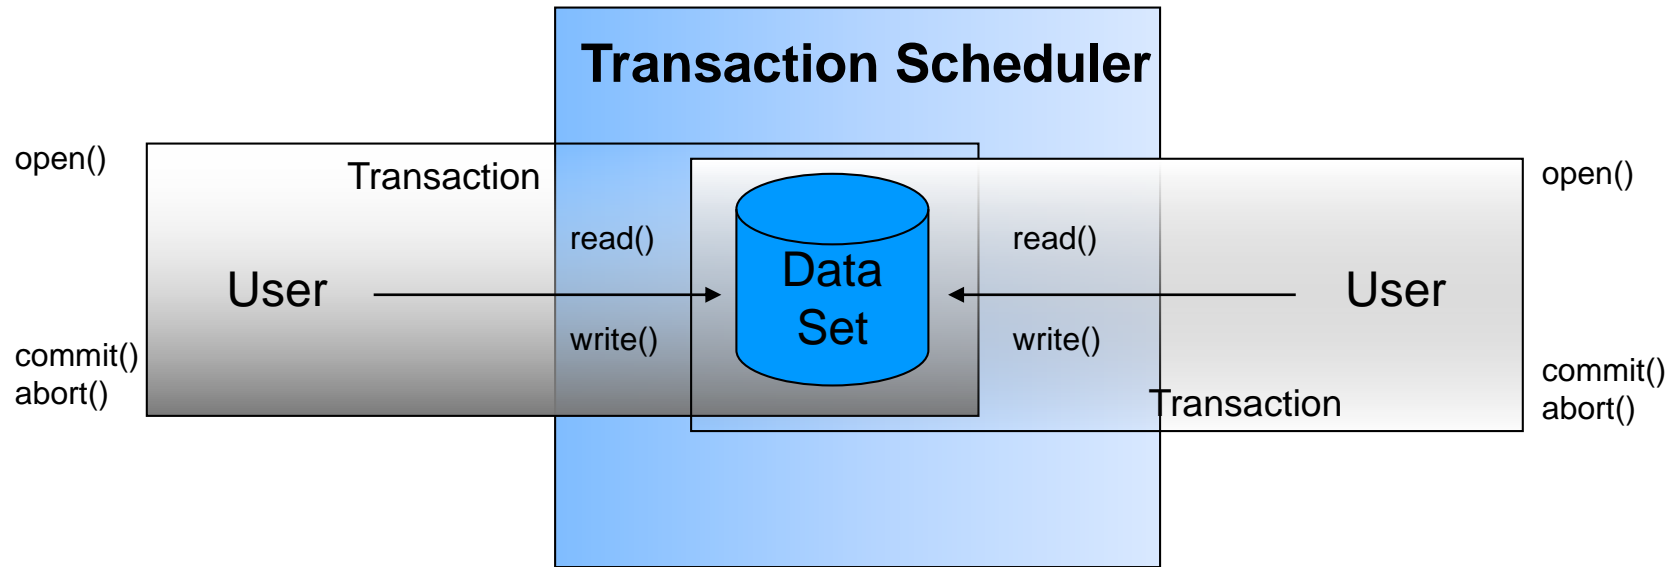 Transaction Scheduler
open()
Transaction
open()
read()
read()
User
Data
Set
User
write()
write()
commit()
abort()
commit()
abort()
Transaction